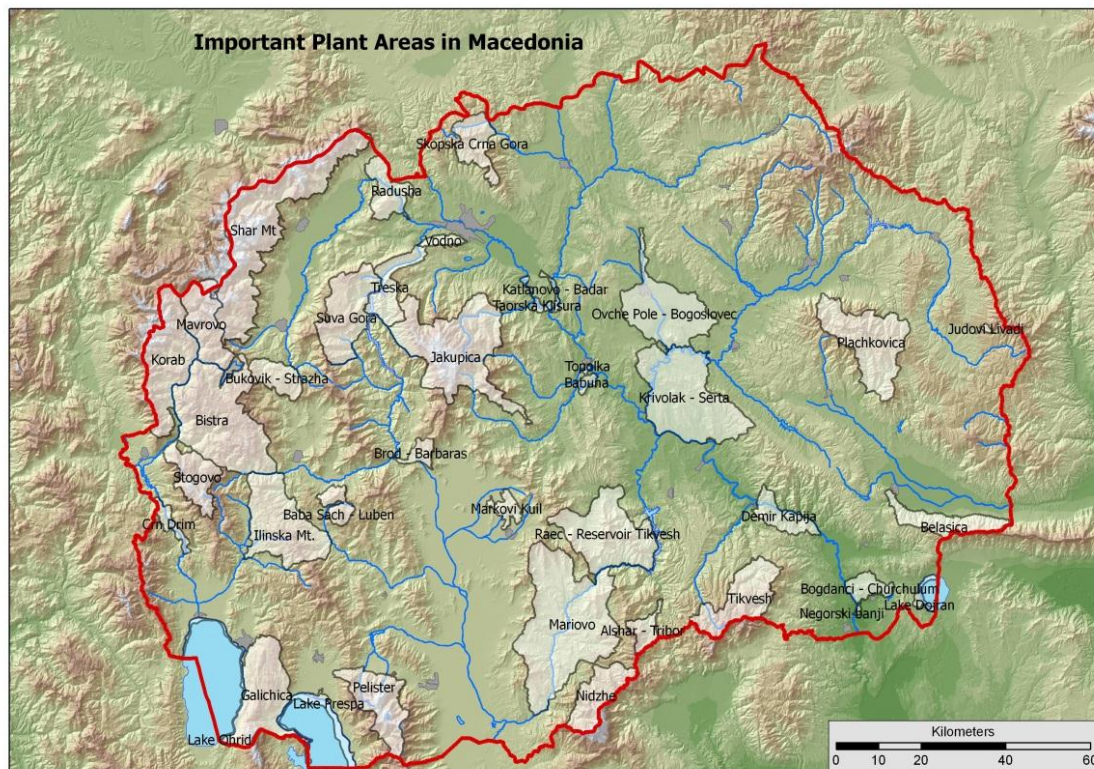 Important Plant Areas in Macedonia
Skopska Crna Gora
Radusha
Shar Mt
Vodno
Katlanovo - Badar
Treska
Taorska Klisura
Suva Gora
Ovche Pole - Bogoslovec
Mavrovo
Judovi Livadi
Plachkovica
Korab
Jakupica
Topolka
Bukovik - Strazha
Babuna
Krivolak - Serta
Bistra
Brod - Barbaras
Stogovo
Markovi Kuli
Baba Sach - Luben
Demir Kapija
Crn Drim
Belasica
Ilinska Mt.
Raec - Reservoir Tikvesh
Bogdanci - Churchulum
Tikvesh
Lake Dojran
Negorski Banji
Mariovo
Alshar - Tribor
Pelister
Galichica
Nidzhe
Lake Prespa
Lake Ohrid
Kilometers
0 10 20 40 60